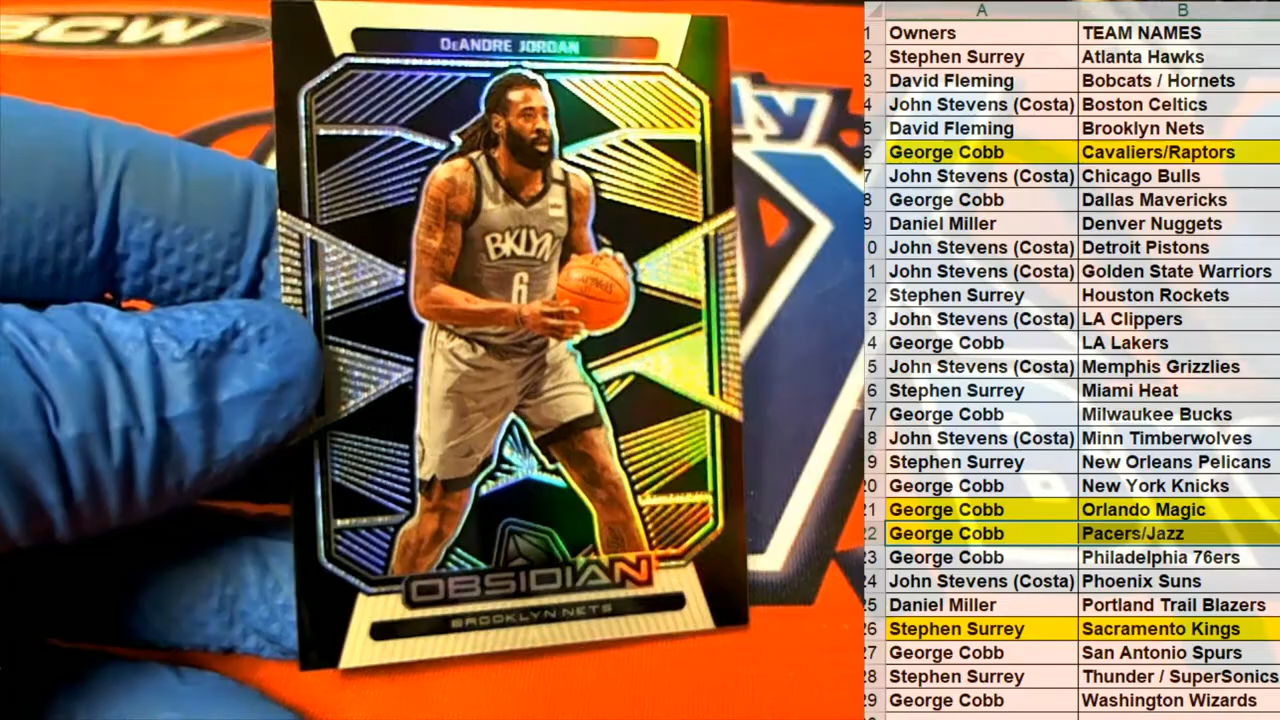 BCW
DEANDRE JORDAN
BKLYN
6
OBSIDIAN
BROOKLYN NETS
A B
1 Owners TEAM NAMES
2 Stephen Surrey Atlanta Hawks
3 David Fleming Bobcats / Hornets
4 John Stevens (Costa) Boston Celtics
5 David Fleming Brooklyn Nets
6 George Cobb Cavaliers/Raptors
7 John Stevens (Costa) Chicago Bulls
8 George Cobb Dallas Mavericks
9 Daniel Miller Denver Nuggets
0 John Stevens (Costa) Detroit Pistons
1 John Stevens (Costa) Golden State Warriors
2 Stephen Surrey Houston Rockets
3 John Stevens (Costa) LA Clippers
4 George Cobb LA Lakers
5 John Stevens (Costa) Memphis Grizzlies
6 Stephen Surrey Miami Heat
7 George Cobb Milwaukee Bucks
8 John Stevens (Costa) Minn Timberwolves
9 Stephen Surrey New Orleans Pelicans
20 George Cobb New York Knicks
21 George Cobb Orlando Magic
22 George Cobb Pacers/Jazz
23 George Cobb Philadelphia 76ers
24 John Stevens (Costa) Phoenix Suns
25 Daniel Miller Portland Trail Blazers
26 Stephen Surrey Sacramento Kings
27 George Cobb San Antonio Spurs
28 Stephen Surrey Thunder / SuperSonics
29 George Cobb Washington Wizards